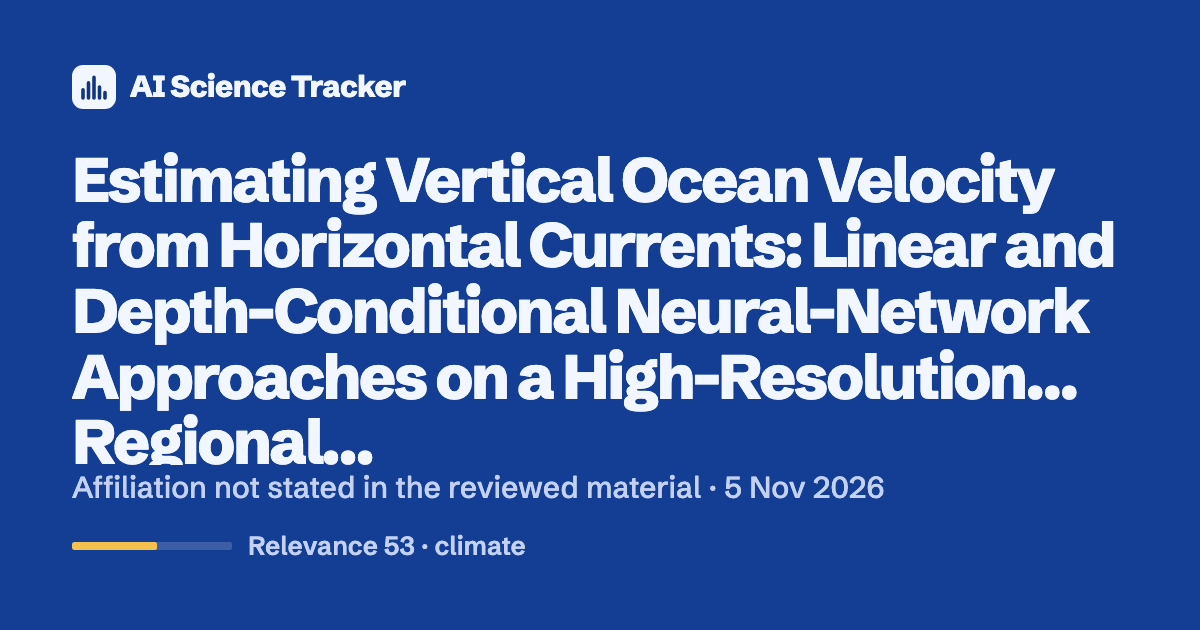 AI Science Tracker
Estimating Vertical Ocean Velocity
from Horizontal Currents: Linear and
Depth-Conditional Neural-Network
Approaches on a High-Resolution...
Regional...
Affiliation not stated in the reviewed material · 5 Nov 2026
Relevance 53 · climate